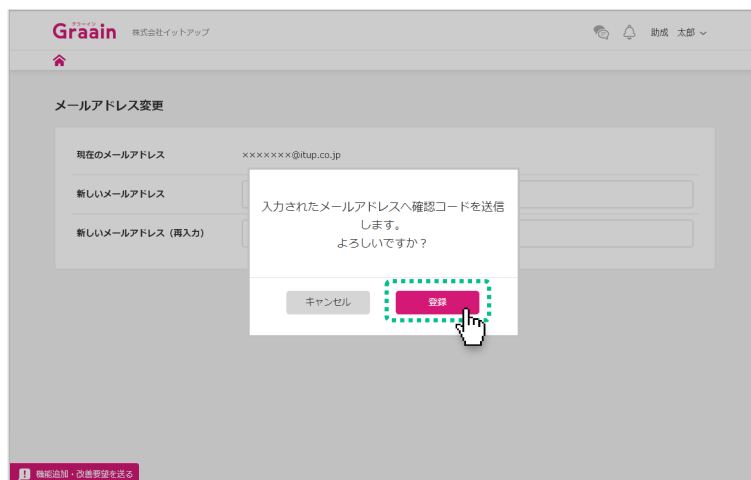 グラーイン
Graain 株式会社イットアップ 助成 太郎
メールアドレス変更
現在のメールアドレス ×××××××@itup.co.jp
新しいメールアドレス
新しいメールアドレス（再入力）
入力されたメールアドレスへ確認コードを送信
します。
よろしいですか？
キャンセル 登録
機能追加・改善要望を送る